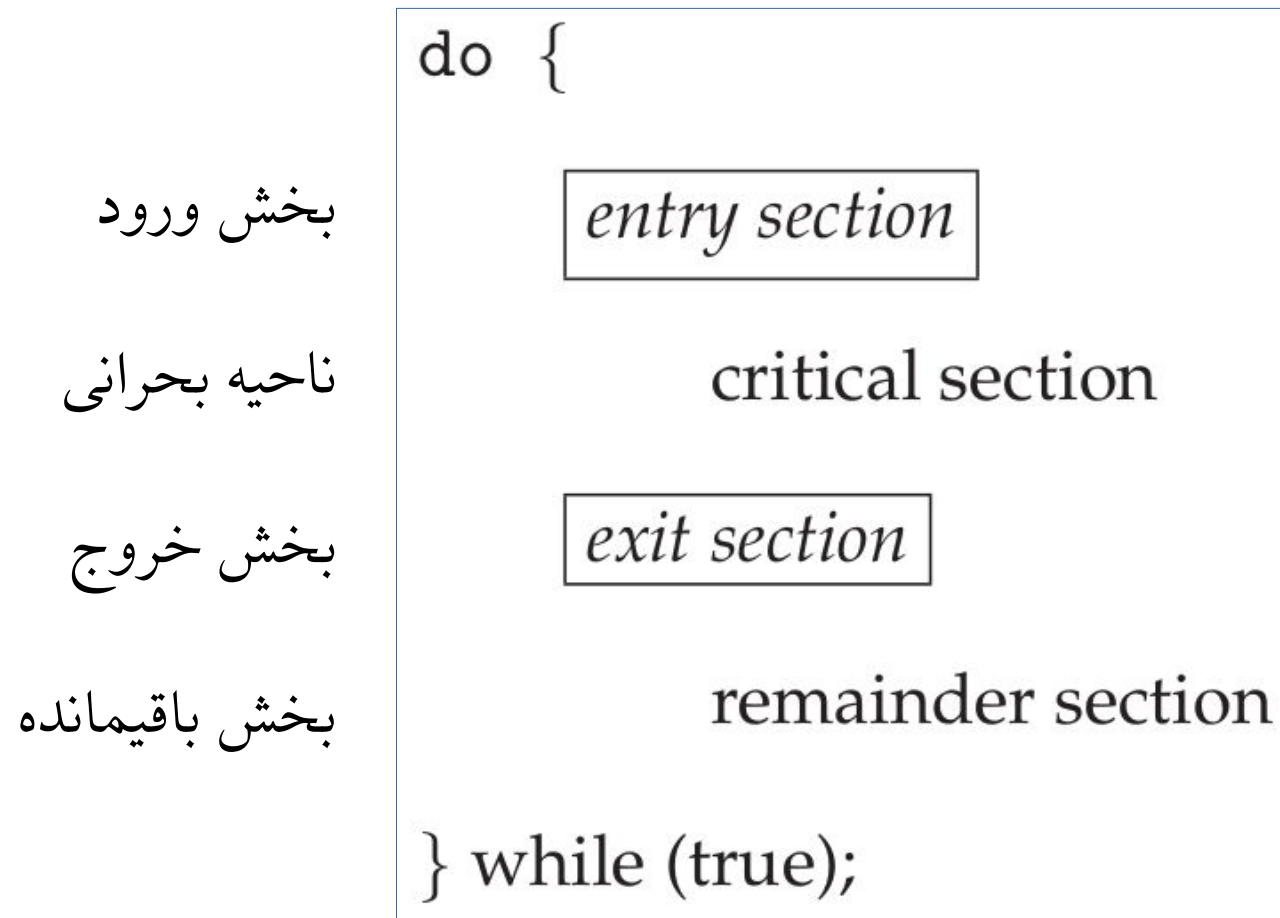 do {
بخش ورود
entry section
ناحیه بحرانی
critical section
بخش خروج
exit section
بخش باقیمانده
remainder section
} while (true);